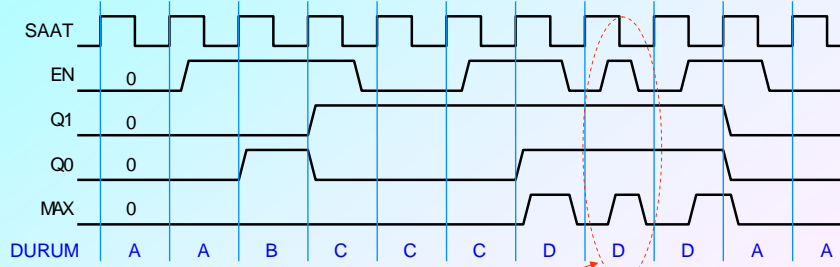 SAAT
EN 0
Q1 0
Q0 0
MAX 0
DURUM A A B C C C D D D A A